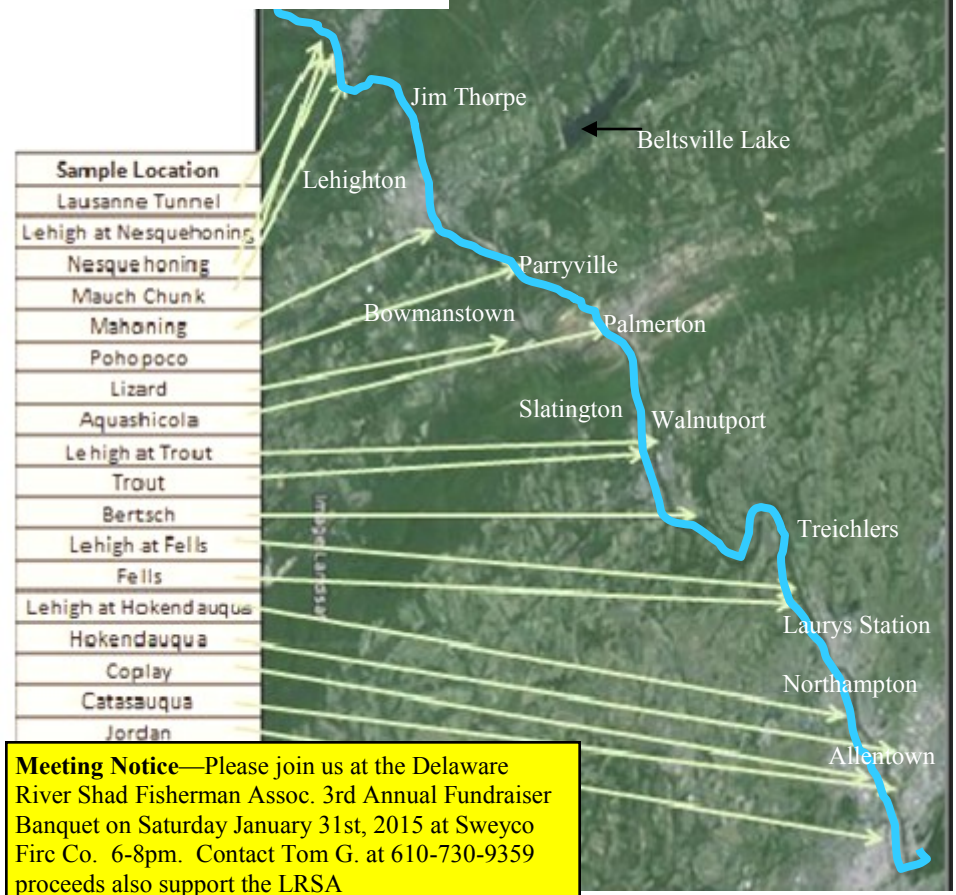 Jim Thorpe
Beltsville Lake
Lehighton
Parryville
Bowmanstown
Palmerton
Slatington
Walnutport
Treichlers
Laurys Station
Northampton
Allentown
Sample Location
Lausanne Tunnel
Lehigh at Nesquehoning
Nesquehoning
Mauch Chunk
Mahoning
Pohopoco
Lizard
Aquashicola
Lehigh at Trout
Trout
Bertsch
Lehigh at Fells
Fells
Lehigh at Hokendauqua
Hokendauqua
Coplay
Catasauqua
Jordan
Meeting Notice—Please join us at the Delaware
River Shad Fisherman Assoc. 3rd Annual Fundraiser
Banquet on Saturday January 31st, 2015 at Sweyco
Firc Co.  6-8pm.  Contact Tom G. at 610-730-9359
proceeds also support the LRSA